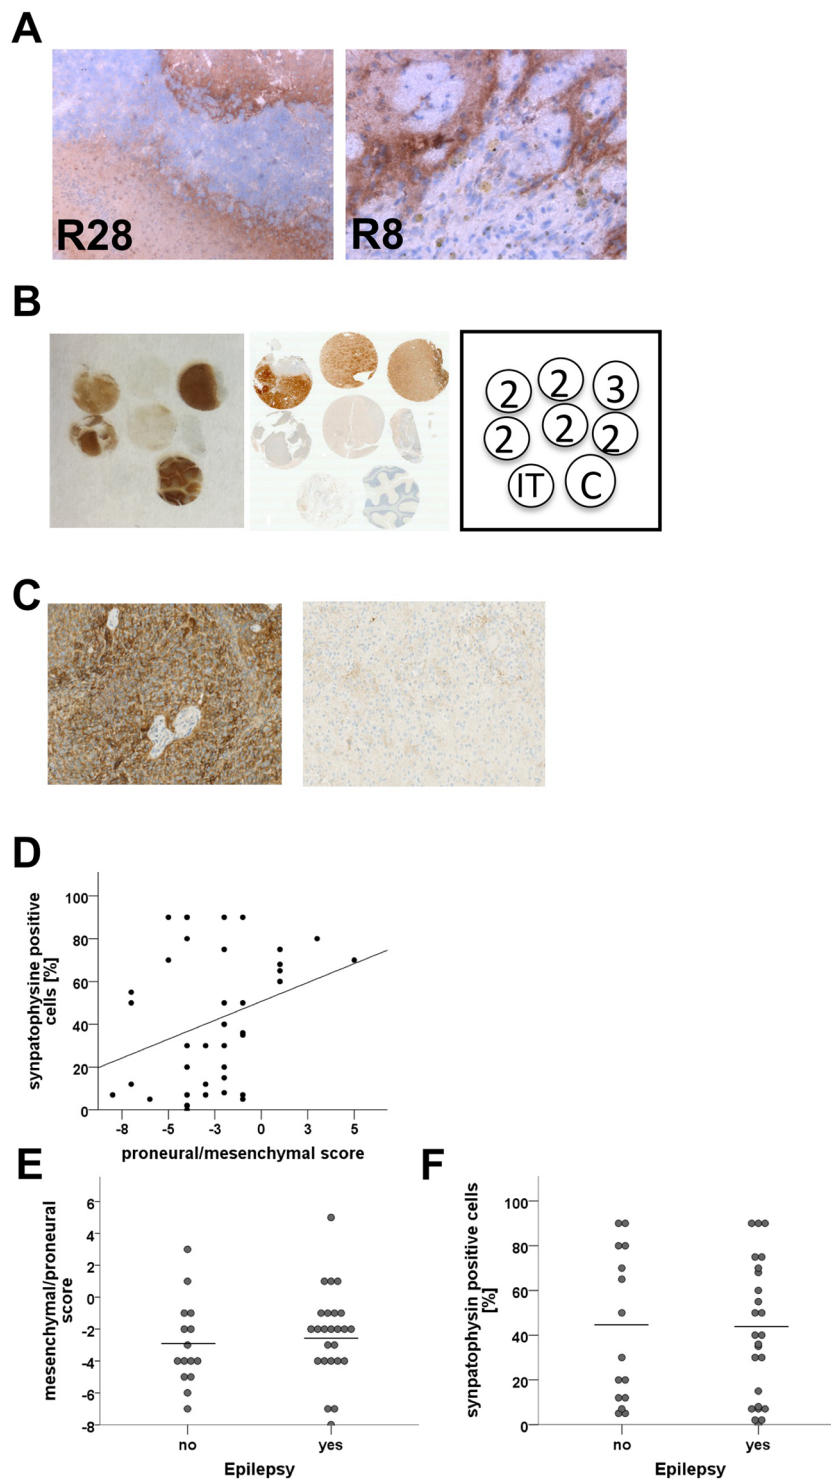 A
R28
R8
B
2 2 3
2 2 2
IT C
C
D
synpatophysine positive
cells [%]
100
80
60
40
20
0
-8 -5 -3 0 3 5
proneural/mesenchymal score
E
mesenchymal/proneural
score
6
4
2
0
-2
-4
-6
-8
no yes
Epilepsy
F
synpatophysin positive cells
[%]
100
80
60
40
20
0
no yes
Epilepsy